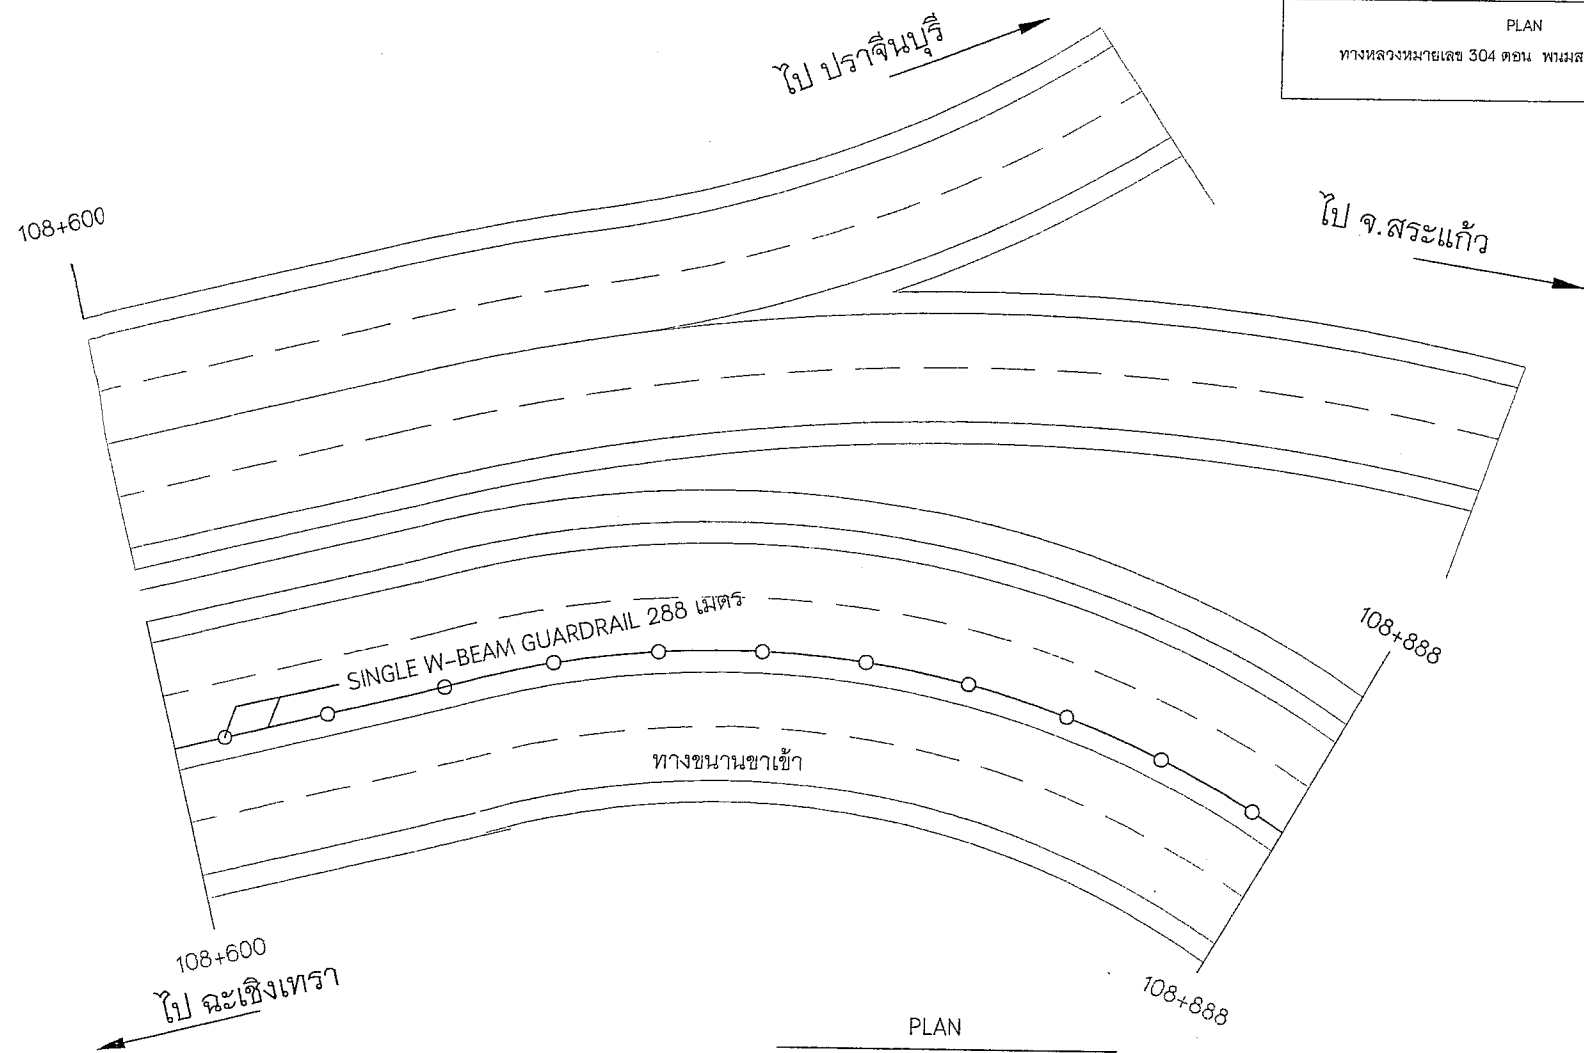 PLAN
ทางหลวงหมายเลข 304 ตอน พนมส
ไป ปราจีนบุรี
ไป จ.สระแก้ว
108+600
SINGLE W-BEAM GUARDRAIL 288 เมตร
ทางขนานขาเข้า
108+888
108+600
ไป ฉะเชิงเทรา
108+888
PLAN